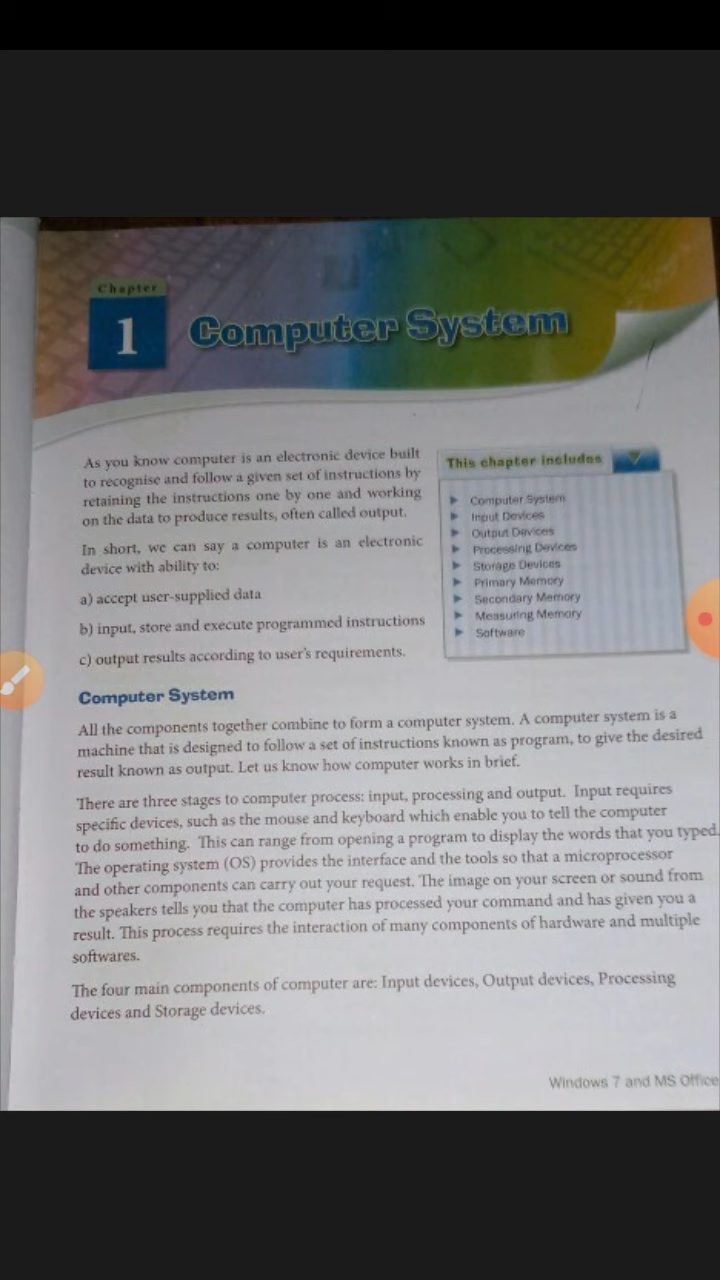 Chapter
1
Computer System
As you know computer is an electronic device built
to recognise and follow a given set of instructions by
retaining the instructions one by one and working
on the data to produce results, often called output.
In short, we can say a computer is an electronic
device with ability to:
a) accept user-supplied data
b) input, store and execute programmed instructions
c) output results according to user's requirements.
This chapter includes
Computer System
Input Devices
Output Devices
Processing Devices
Storage Devices
Primary Memory
Secondary Memory
Measuring Memory
Software
Computer System
All the components together combine to form a computer system. A computer system is a
machine that is designed to follow a set of instructions known as program, to give the desired
result known as output. Let us know how computer works in brief.
There are three stages to computer process: input, processing and output. Input requires
specific devices, such as the mouse and keyboard which enable you to tell the computer
to do something. This can range from opening a program to display the words that you typed.
The operating system (OS) provides the interface and the tools so that a microprocessor
and other components can carry out your request. The image on your screen or sound from
the speakers tells you that the computer has processed your command and has given you a
result. This process requires the interaction of many components of hardware and multiple
softwares.
The four main components of computer are: Input devices, Output devices, Processing
devices and Storage devices.
Windows 7 and MS Office